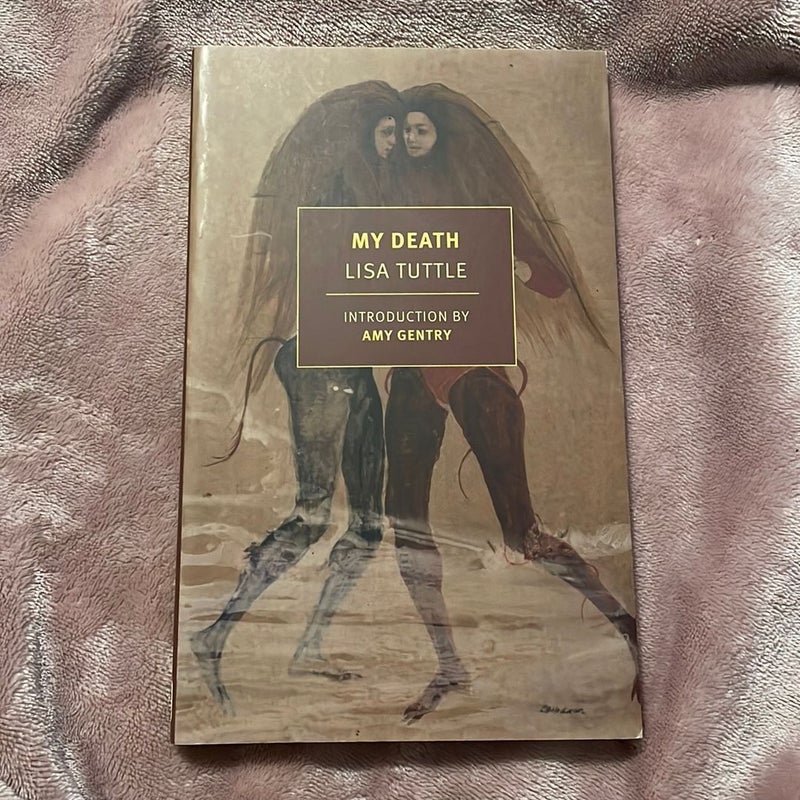 MY DEATH
LISA TUTTLE
INTRODUCTION BY
AMY GENTRY